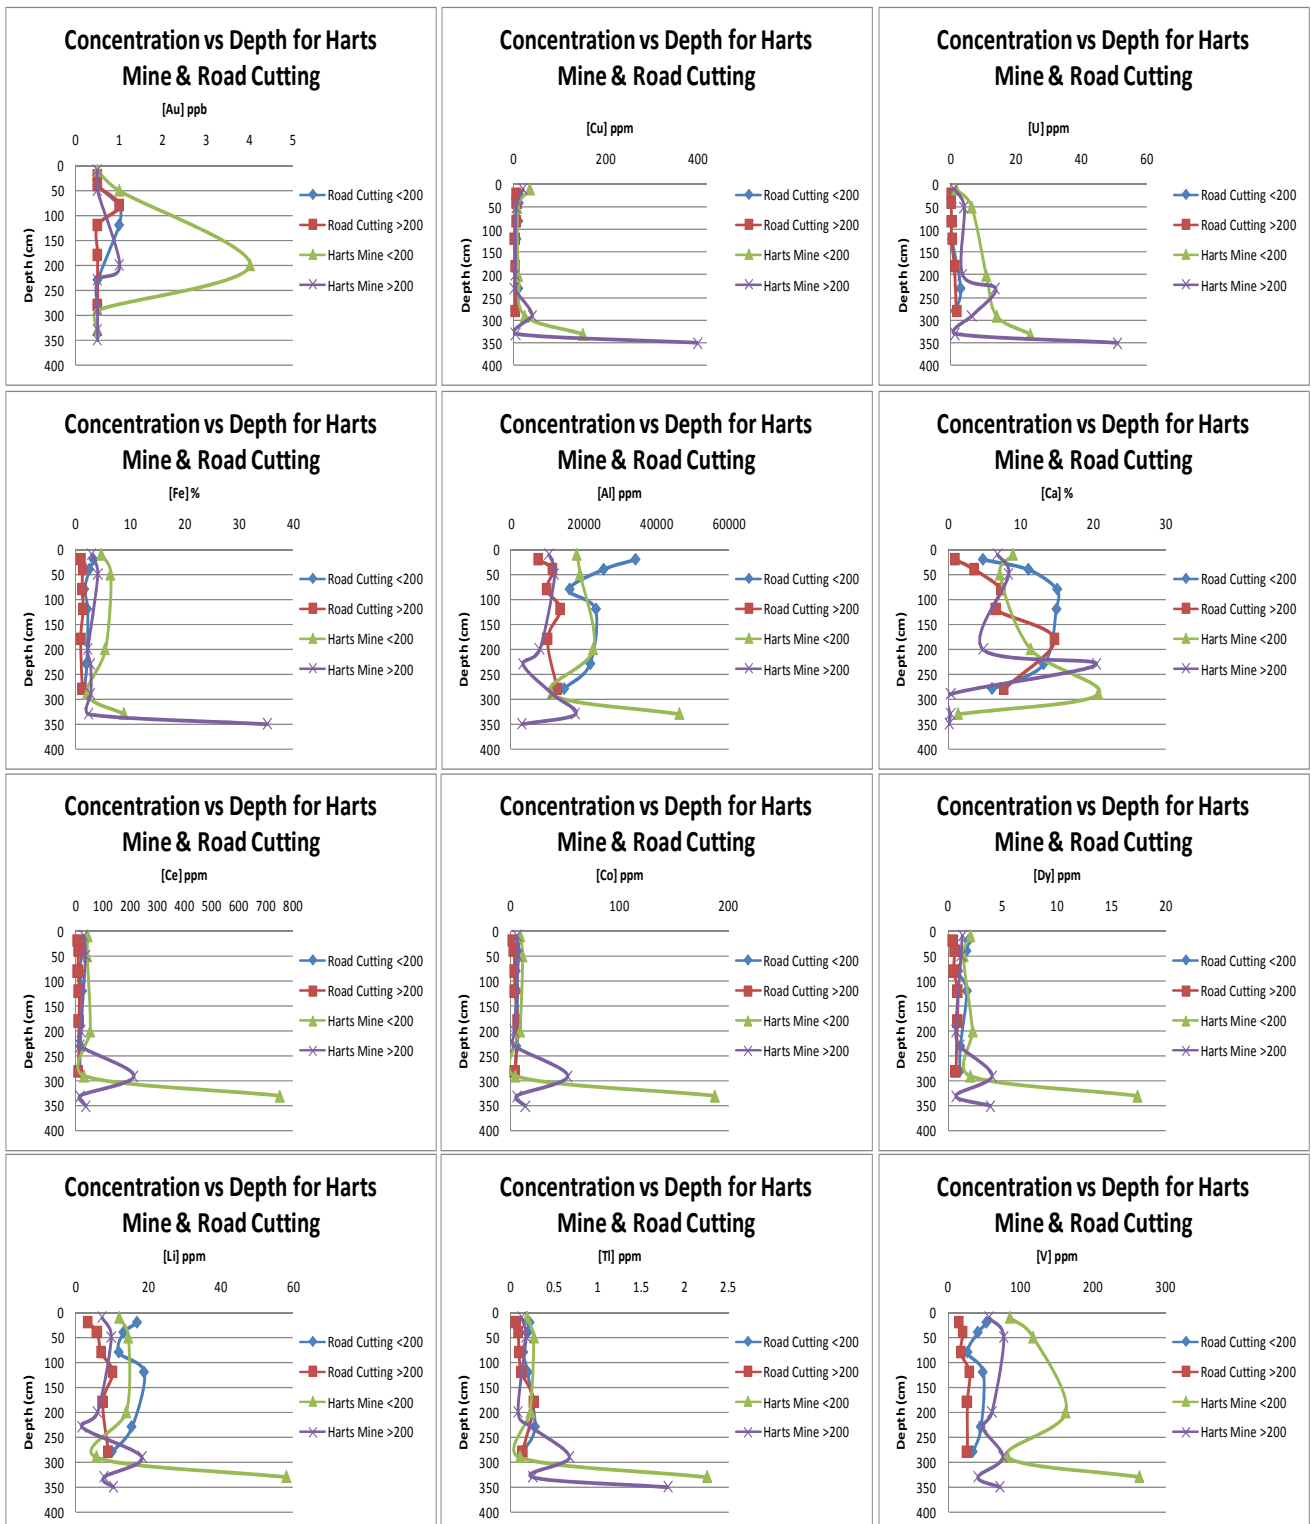 Concentration vs Depth for Harts
Mine & Road Cutting
[Au] ppb
0 1 2 3 4 5
0
50
100
150
200
250
300
350
400
Depth (cm)
Road Cutting <200
Road Cutting >200
Harts Mine <200
Harts Mine >200
Concentration vs Depth for Harts
Mine & Road Cutting
[Cu] ppm
0 200 400
0
50
100
150
200
250
300
350
400
Depth (cm)
Road Cutting <200
Road Cutting >200
Harts Mine <200
Harts Mine >200
Concentration vs Depth for Harts
Mine & Road Cutting
[U] ppm
0 20 40 60
0
50
100
150
200
250
300
350
400
Depth (cm)
Road Cutting <200
Road Cutting >200
Harts Mine <200
Harts Mine >200
Concentration vs Depth for Harts
Mine & Road Cutting
[Fe] %
0 10 20 30 40
0
50
100
150
200
250
300
350
400
Depth (cm)
Road Cutting <200
Road Cutting >200
Harts Mine <200
Harts Mine >200
Concentration vs Depth for Harts
Mine & Road Cutting
[Al] ppm
0 20000 40000 60000
0
50
100
150
200
250
300
350
400
Depth (cm)
Road Cutting <200
Road Cutting >200
Harts Mine <200
Harts Mine >200
Concentration vs Depth for Harts
Mine & Road Cutting
[Ca] %
0 10 20 30
0
50
100
150
200
250
300
350
400
Depth (cm)
Road Cutting <200
Road Cutting >200
Harts Mine <200
Harts Mine >200
Concentration vs Depth for Harts
Mine & Road Cutting
[Ce] ppm
0 100 200 300 400 500 600 700 800
0
50
100
150
200
250
300
350
400
Depth (cm)
Road Cutting <200
Road Cutting >200
Harts Mine <200
Harts Mine >200
Concentration vs Depth for Harts
Mine & Road Cutting
[Co] ppm
0 100 200
0
50
100
150
200
250
300
350
400
Depth (cm)
Road Cutting <200
Road Cutting >200
Harts Mine <200
Harts Mine >200
Concentration vs Depth for Harts
Mine & Road Cutting
[Dy] ppm
0 5 10 15 20
0
50
100
150
200
250
300
350
400
Depth (cm)
Road Cutting <200
Road Cutting >200
Harts Mine <200
Harts Mine >200
Concentration vs Depth for Harts
Mine & Road Cutting
[Li] ppm
0 20 40 60
0
50
100
150
200
250
300
350
400
Depth (cm)
Road Cutting <200
Road Cutting >200
Harts Mine <200
Harts Mine >200
Concentration vs Depth for Harts
Mine & Road Cutting
[Tl] ppm
0 0.5 1 1.5 2 2.5
0
50
100
150
200
250
300
350
400
Depth (cm)
Road Cutting <200
Road Cutting >200
Harts Mine <200
Harts Mine >200
Concentration vs Depth for Harts
Mine & Road Cutting
[V] ppm
0 100 200 300
0
50
100
150
200
250
300
350
400
Depth (cm)
Road Cutting <200
Road Cutting >200
Harts Mine <200
Harts Mine >200